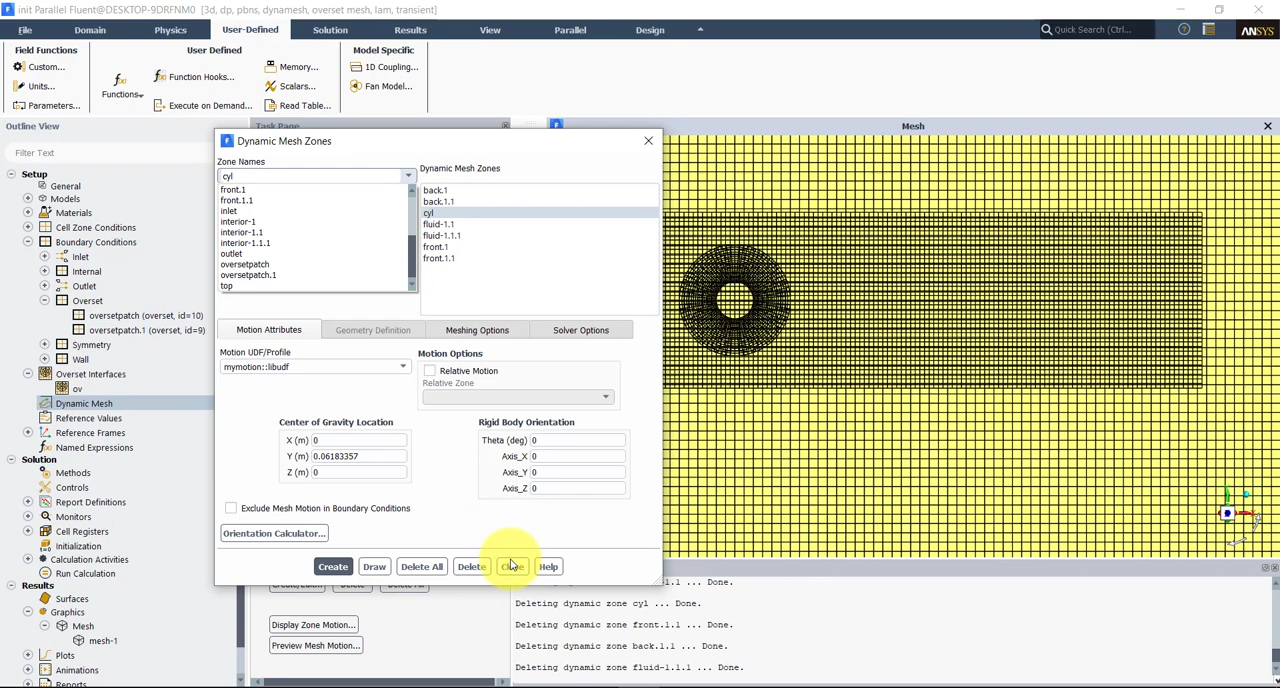 init Parallel Fluent@DESKTOP-9DRFNM0 [3d, dp, pbns, dynamesh, overset mesh, lam, transient]
File Domain Physics User-Defined Solution Results View Parallel Design Quick Search (Ctrl... ANSYS
Field Functions User Defined Model Specific
Custom... Function Hooks... Memory... 1D Coupling...
Units... Functions Scalars... Fan Model...
Parameters... Execute on Demand... Read Table...
Outline View Task Page Mesh
Filter Text
Setup
General
Models
Materials
Cell Zone Conditions
Boundary Conditions
Inlet
Internal
Outlet
Overset
oversetpatch (overset, id=10)
oversetpatch.1 (overset, id=9)
Symmetry
Wall
Overset Interfaces
ov
Dynamic Mesh
Reference Values
Reference Frames
Named Expressions
Solution
Methods
Controls
Report Definitions
Monitors
Cell Registers
Initialization
Calculation Activities
Run Calculation
Results
Surfaces
Graphics
Mesh
mesh-1
Plots
Animations
Reports
Dynamic Mesh Zones
Zone Names
cyl
front.1
front.1.1
inlet
interior-1
interior-1.1
interior-1.1.1
outlet
oversetpatch
oversetpatch.1
top
Dynamic Mesh Zones
back.1
back.1.1
cyl
fluid-1.1
fluid-1.1.1
front.1
front.1.1
Motion Attributes Geometry Definition Meshing Options Solver Options
Motion UDF/Profile
mymotion::libudf
Motion Options
Relative Motion
Relative Zone
Center of Gravity Location
X (m) 0
Y (m) 0.06183357
Z (m) 0
Rigid Body Orientation
Theta (deg) 0
Axis_X 0
Axis_Y 0
Axis_Z 0
Exclude Mesh Motion in Boundary Conditions
Orientation Calculator...
Create Draw Delete All Delete Close Help
Create/Edit... Delete Delete All
Display Zone Motion...
Preview Mesh Motion...
.1.1 ... Done.
Deleting dynamic zone cyl ... Done.
Deleting dynamic zone front.1.1 ... Done.
Deleting dynamic zone back.1.1 ... Done.
Deleting dynamic zone fluid-1.1.1 ... Done.